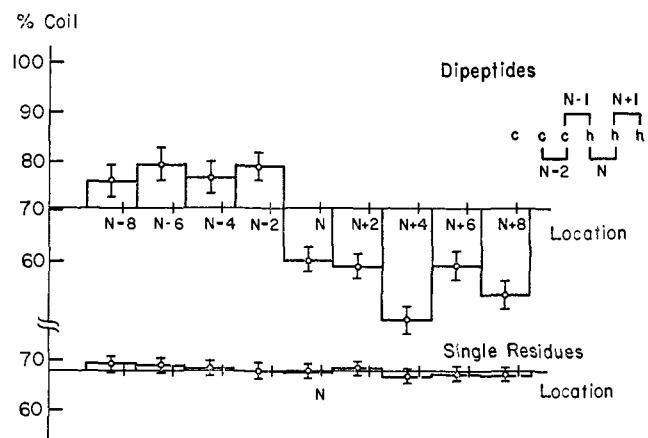 % Coil
100
Dipeptides
N-1 N+1
90
c c c h h h
80
N-2 N
70
N-8 N-6 N-4 N-2 N N+2 N+4 N+6 N+8
Location
60
Single Residues
70
Location
N
60